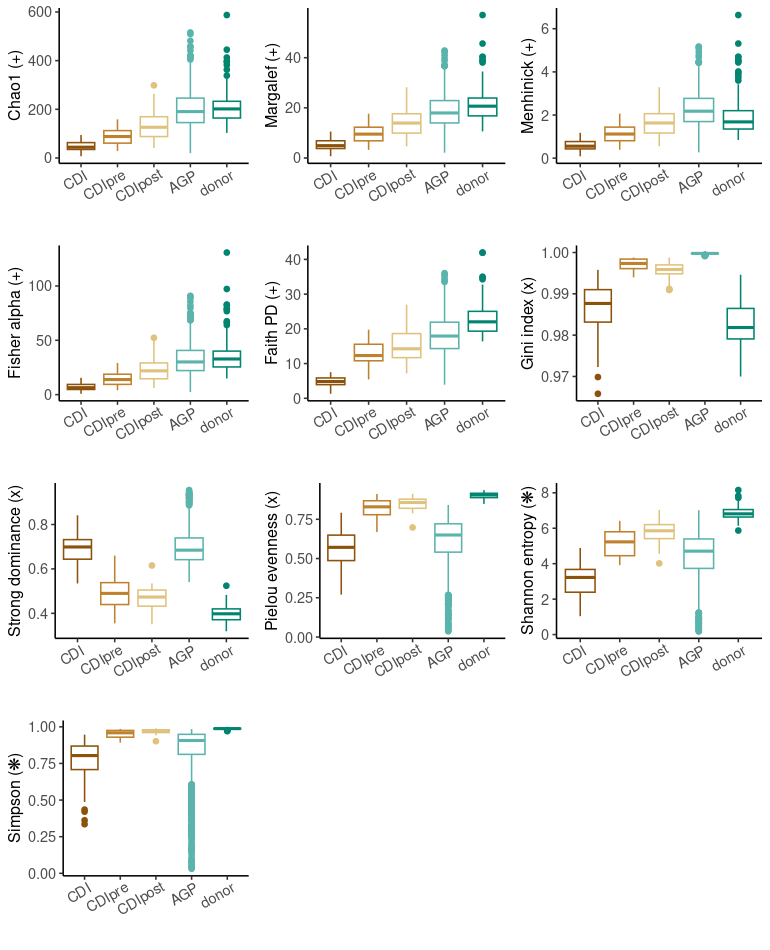 Chao1 (+)
600
400
200
0
CDI CDIpre CDIpost AGP donor
Margalef (+)
40
20
0
CDI CDIpre CDIpost AGP donor
Menhinick (+)
6
4
2
0
CDI CDIpre CDIpost AGP donor
Fisher alpha (+)
100
50
0
CDI CDIpre CDIpost AGP donor
Faith PD (+)
40
30
20
10
0
CDI CDIpre CDIpost AGP donor
Gini index (x)
1.00
0.99
0.98
0.97
CDI CDIpre CDIpost AGP donor
Strong dominance (x)
0.8
0.6
0.4
CDI CDIpre CDIpost AGP donor
Pielou evenness (x)
0.75
0.50
0.25
0.00
CDI CDIpre CDIpost AGP donor
Shannon entropy (❋)
8
6
4
2
0
CDI CDIpre CDIpost AGP donor
Simpson (❋)
1.00
0.75
0.50
0.25
0.00
CDI CDIpre CDIpost AGP donor